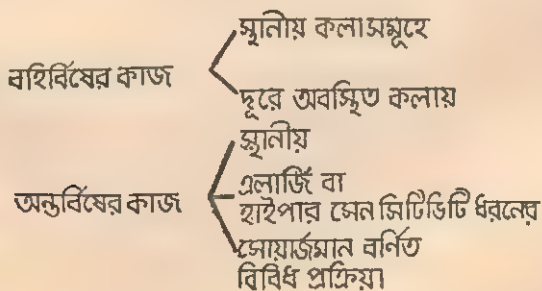 স্থানীয় কলাসমূহে
বহির্বিষের কাজ
দূরে অবস্থিত কলায়
স্থানীয়
এলার্জি বা
অন্তর্বিষের কাজ
হাইপার সেনসিটিভিটি ধরনের
সোয়ার্জমান বর্ণিত
বিবিধ প্রক্রিয়া